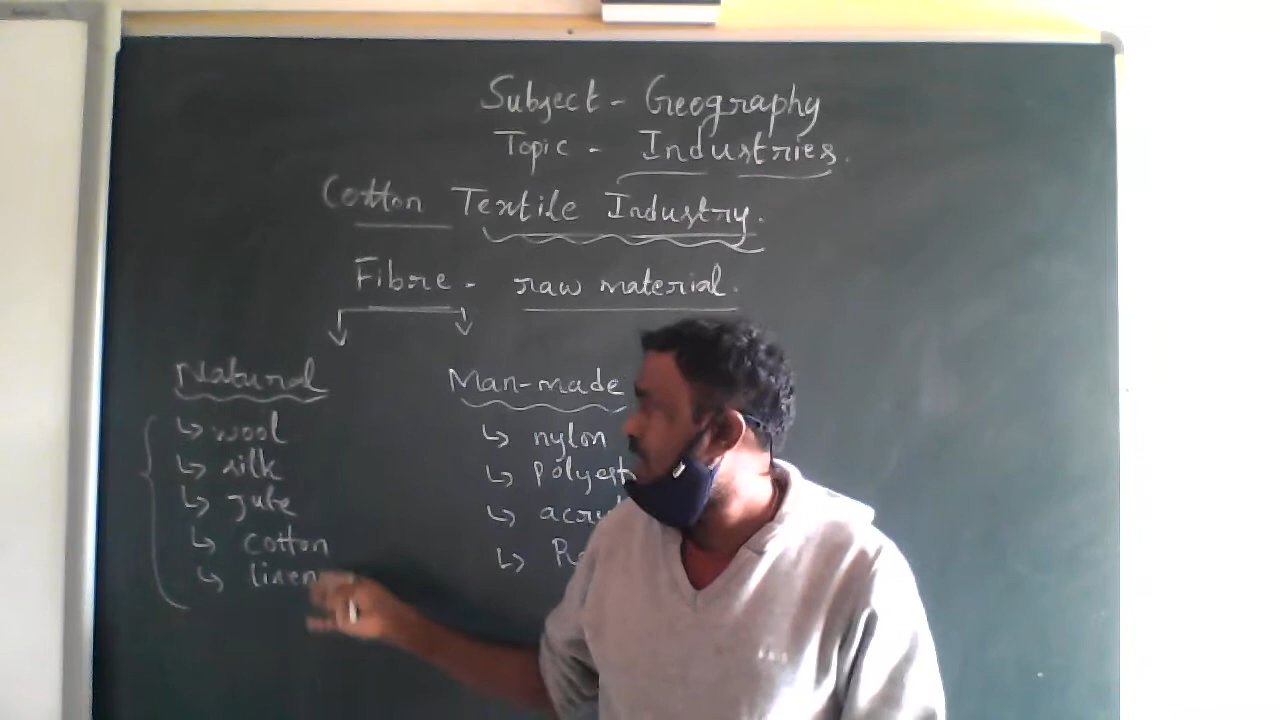 Subject - Geography
Topic - Industries.
Cotton Textile Industry.
Fibre - raw material.
Natural
↳ wool
↳ silk
↳ Jute
↳ cotton
↳ linen
Man-made
↳ nylon
↳ polyest
↳ acry
↳